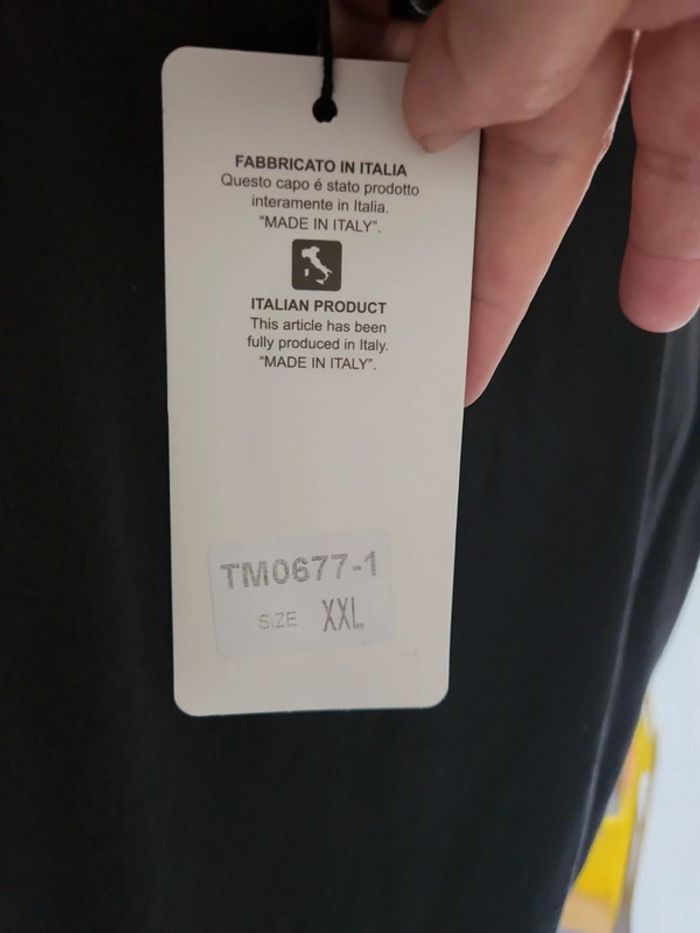 FABBRICATO IN ITALIA
Questo capo é stato prodotto
interamente in Italia.
"MADE IN ITALY".
ITALIAN PRODUCT
This article has been
fully produced in Italy.
"MADE IN ITALY".
TM0677-1
SIZE XXL